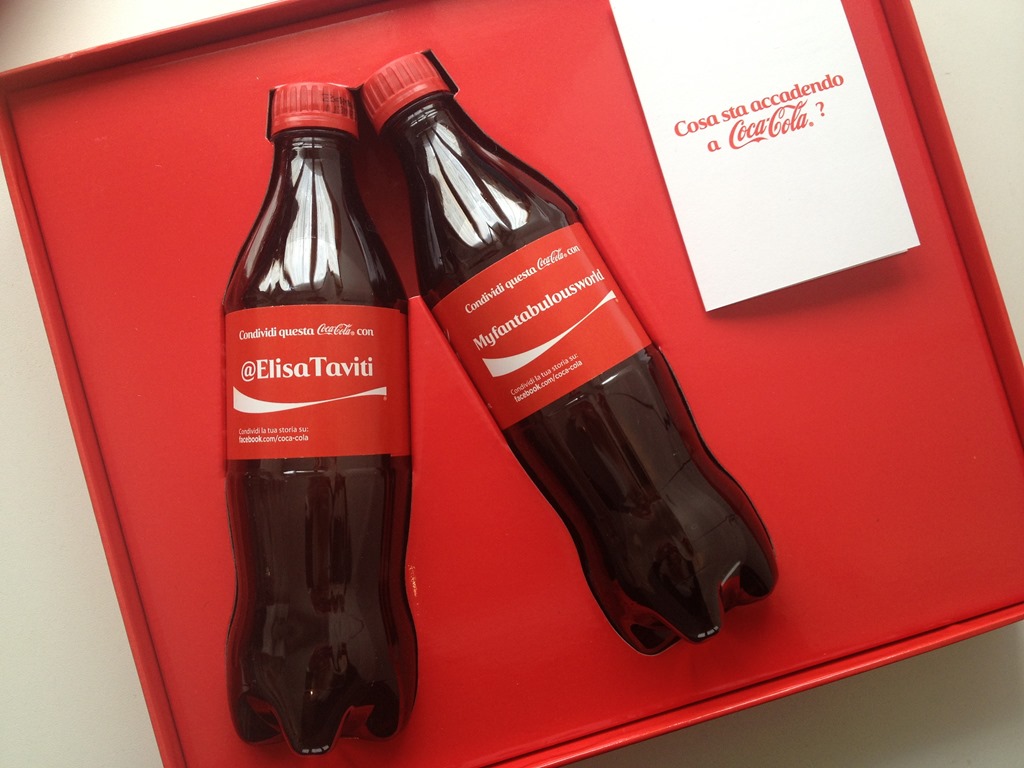 Condividi questa Coca-Cola® con
@ElisaTaviti
Condividi la tua storia su:
facebook.com/coca-cola
Condividi questa Coca-Cola con
Myfantabulousworld
Condividi la tua storia su:
facebook.com/coca-cola
Cosa sta accadendo
a Coca-Cola®?